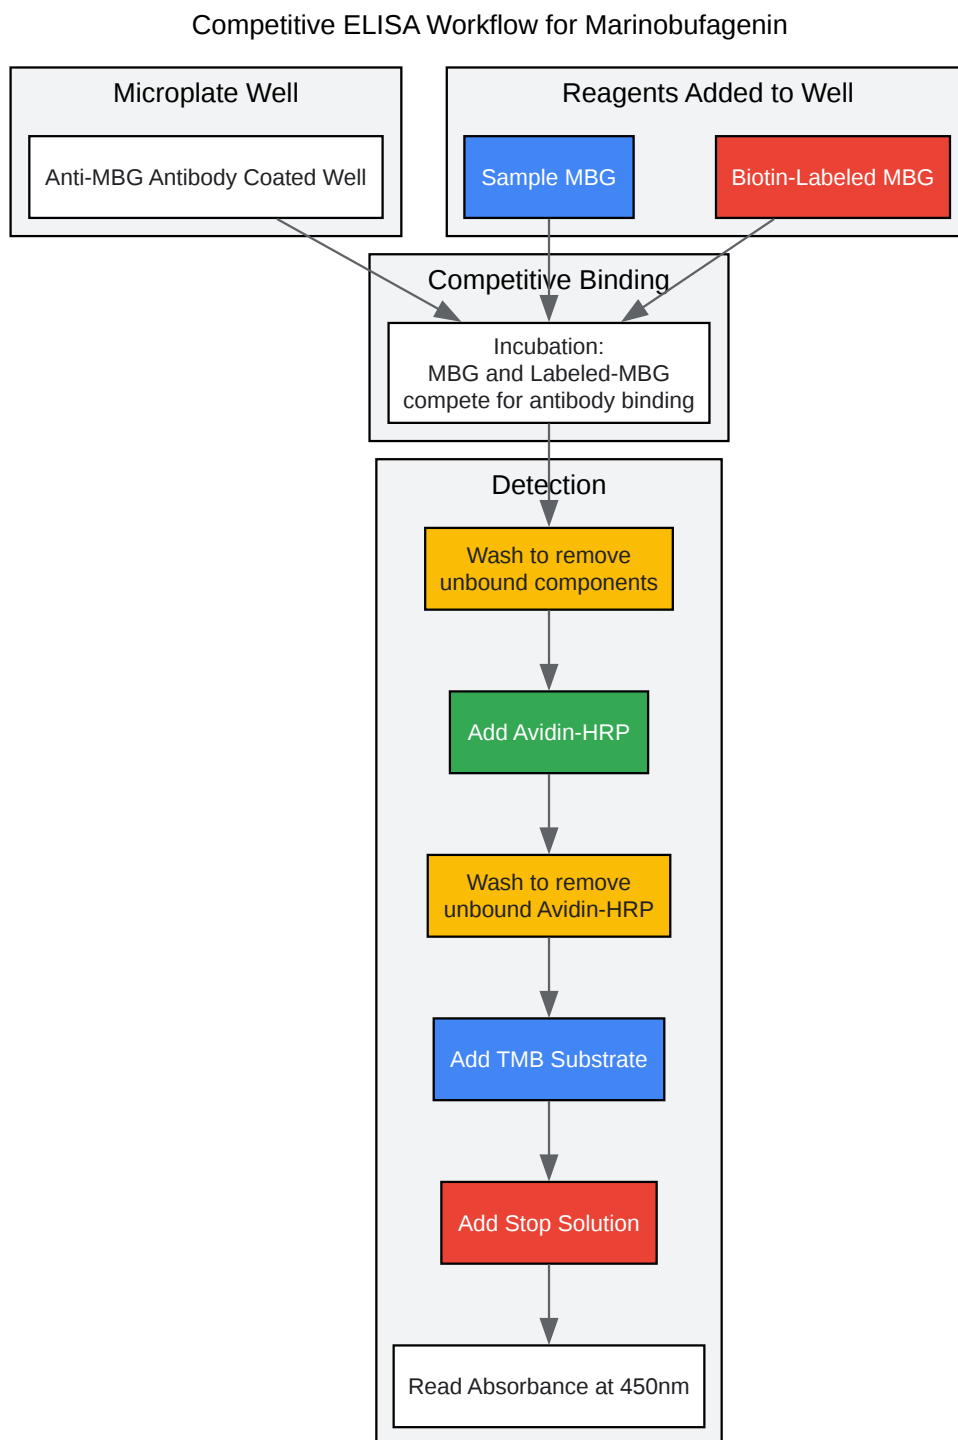 Competitive ELISA Workflow for Marinobufagenin
Microplate Well
Reagents Added to Well
Anti-MBG Antibody Coated Well
Sample MBG
Biotin-Labeled MBG
Competitive Binding
Incubation:
MBG and Labeled-MBG
compete for antibody binding
Detection
Wash to remove
unbound components
Add Avidin-HRP
Wash to remove
unbound Avidin-HRP
Add TMB Substrate
Add Stop Solution
Read Absorbance at 450nm